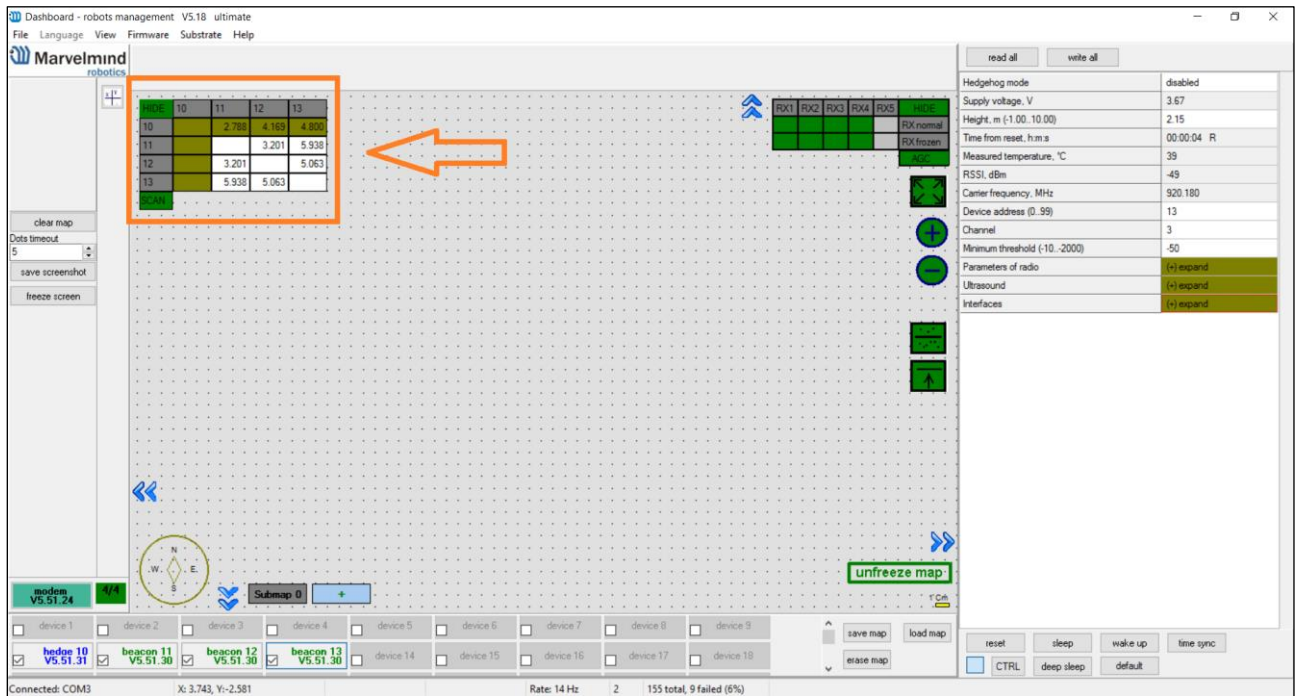 Dashboard - robots management V5.18 ultimate
File Language View Firmware Substrate Help
Marvelmind
robotics
HIDE 10 11 12 13
10 2.788 4.169 4.800
11 3.201 5.938
12 3.201 5.063
13 5.938 5.063
SCAN
clear map
Dots timeout
5
save screenshot
freeze screen
RX1 RX2 RX3 RX4 RX5 HIDE
RX normal
RX frozen
AGC
N
W. E.
S
modem
V5.51.24
4/4
Submap 0 +
unfreeze map
read all write all
Hedgehog mode disabled
Supply voltage, V 3.67
Height, m (-1.00..10.00) 2.15
Time from reset, h:m:s 00:00:04 R
Measured temperature, °C 39
RSSI, dBm -49
Carrier frequency, MHz 920.180
Device address (0..99) 13
Channel 3
Minimum threshold (-10..-2000) -50
Parameters of radio (+) expand
Ultrasound (+) expand
Interfaces (+) expand
device 1 device 2 device 3 device 4 device 5 device 6 device 7 device 8 device 9
hedge 10 beacon 11 beacon 12 beacon 13 device 14 device 15 device 16 device 17 device 18
V5.51.31 V5.51.30 V5.51.30 V5.51.30
save map load map
erase map
reset sleep wake up time sync
CTRL deep sleep default
Connected: COM3 X: 3.743, Y:-2.581 Rate: 14 Hz 2 155 total, 9 failed (6%)